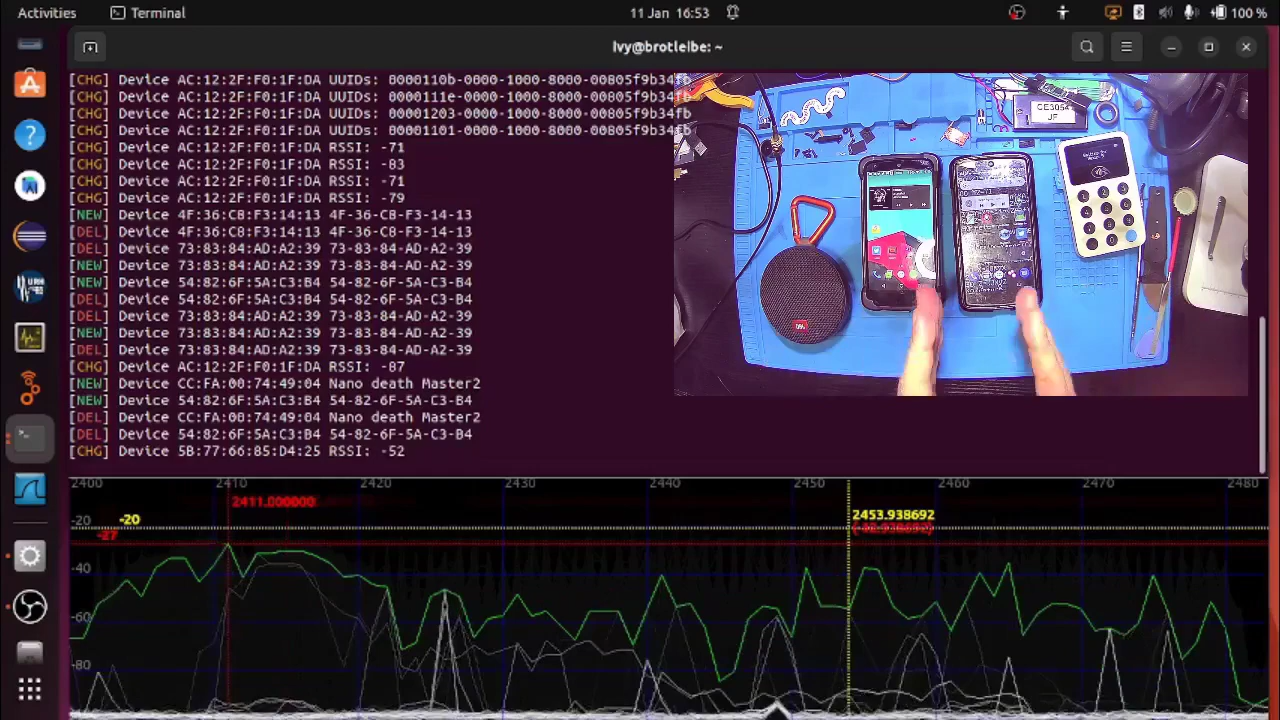 Activities
Terminal
11 Jan 16:53
100 %
lvy@brotleibe: ~
[CHG] Device AC:12:2F:F0:1F:DA UUIDs: 0000110b-0000-1000-8000-00805f9b34fb
[CHG] Device AC:12:2F:F0:1F:DA UUIDs: 0000111e-0000-1000-8000-00805f9b34fb
[CHG] Device AC:12:2F:F0:1F:DA UUIDs: 00001203-0000-1000-8000-00805f9b34fb
[CHG] Device AC:12:2F:F0:1F:DA UUIDs: 00001101-0000-1000-8000-00805f9b34fb
[CHG] Device AC:12:2F:F0:1F:DA RSSI: -71
[CHG] Device AC:12:2F:F0:1F:DA RSSI: -83
[CHG] Device AC:12:2F:F0:1F:DA RSSI: -71
[CHG] Device AC:12:2F:F0:1F:DA RSSI: -79
[NEW] Device 4F:36:C8:F3:14:13 4F-36-C8-F3-14-13
[DEL] Device 4F:36:C8:F3:14:13 4F-36-C8-F3-14-13
[DEL] Device 73:83:84:AD:A2:39 73-83-84-AD-A2-39
[NEW] Device 73:83:84:AD:A2:39 73-83-84-AD-A2-39
[NEW] Device 54:82:6F:5A:C3:B4 54-82-6F-5A-C3-B4
[DEL] Device 54:82:6F:5A:C3:B4 54-82-6F-5A-C3-B4
[DEL] Device 73:83:84:AD:A2:39 73-83-84-AD-A2-39
[NEW] Device 73:83:84:AD:A2:39 73-83-84-AD-A2-39
[DEL] Device 73:83:84:AD:A2:39 73-83-84-AD-A2-39
[CHG] Device AC:12:2F:F0:1F:DA RSSI: -87
[NEW] Device CC:FA:00:74:49:04 Nano death Master2
[NEW] Device 54:82:6F:5A:C3:B4 54-82-6F-5A-C3-B4
[DEL] Device CC:FA:00:74:49:04 Nano death Master2
[DEL] Device 54:82:6F:5A:C3:B4 54-82-6F-5A-C3-B4
[CHG] Device 5B:77:66:85:D4:25 RSSI: -52
CE3054
JF
JBL
URH
2400 2410 2420 2430 2440 2450 2460 2470 2480
2411.000000
2453.938692
-20 -20
-27
-40
-60
-80